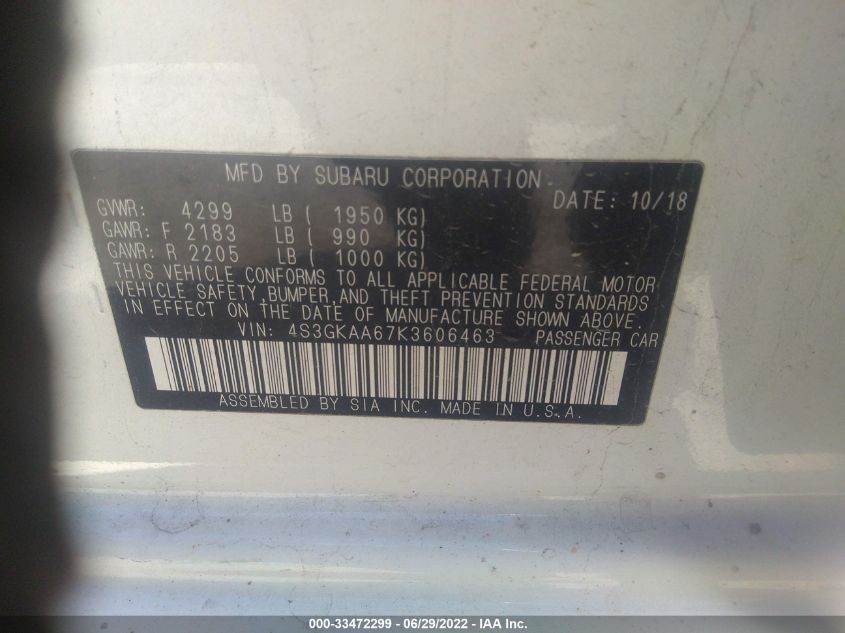 MFD BY SUBARU CORPORATION
DATE: 10/18
GVWR: 4299 LB ( 1950 KG)
GAWR: F 2183 LB ( 990 KG)
GAWR: R 2205 LB ( 1000 KG)
THIS VEHICLE CONFORMS TO ALL APPLICABLE FEDERAL MOTOR
VEHICLE SAFETY, BUMPER, AND THEFT PREVENTION STANDARDS
IN EFFECT ON THE DATE OF MANUFACTURE SHOWN ABOVE.
VIN: 4S3GKAA67K3606463 PASSENGER CAR
ASSEMBLED BY SIA INC. MADE IN U.S.A.
000-33472299 - 06/29/2022 - IAA Inc.